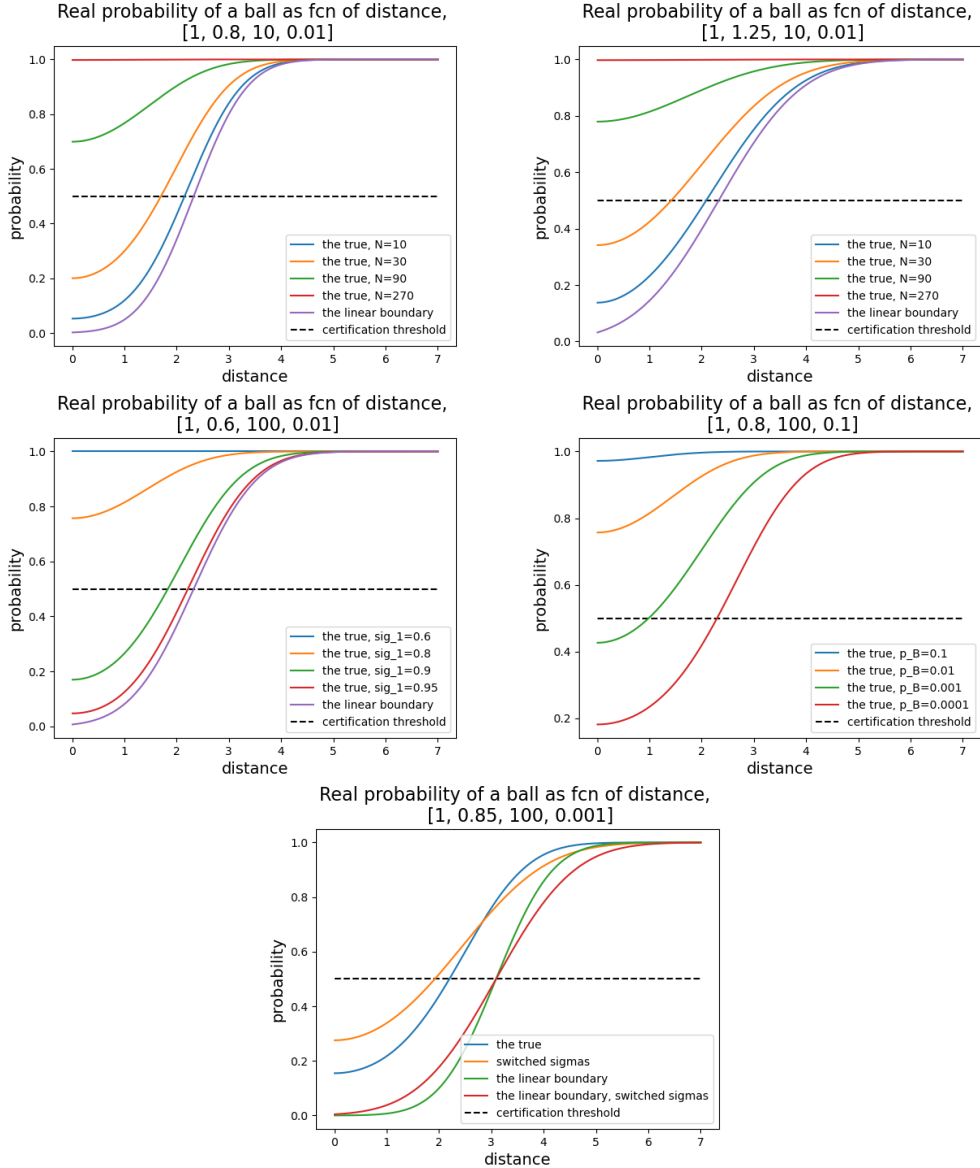 Real probability of a ball as fcn of distance,
[1, 0.8, 10, 0.01]
1.0
0.8
0.6
0.4
0.2
0.0
probability
the true, N=10
the true, N=30
the true, N=90
the true, N=270
the linear boundary
certification threshold
0 1 2 3 4 5 6 7
distance
Real probability of a ball as fcn of distance,
[1, 1.25, 10, 0.01]
1.0
0.8
0.6
0.4
0.2
0.0
probability
the true, N=10
the true, N=30
the true, N=90
the true, N=270
the linear boundary
certification threshold
0 1 2 3 4 5 6 7
distance
Real probability of a ball as fcn of distance,
[1, 0.6, 100, 0.01]
1.0
0.8
0.6
0.4
0.2
0.0
probability
the true, sig_1=0.6
the true, sig_1=0.8
the true, sig_1=0.9
the true, sig_1=0.95
the linear boundary
certification threshold
0 1 2 3 4 5 6 7
distance
Real probability of a ball as fcn of distance,
[1, 0.8, 100, 0.1]
1.0
0.8
0.6
0.4
0.2
probability
the true, p_B=0.1
the true, p_B=0.01
the true, p_B=0.001
the true, p_B=0.0001
certification threshold
0 1 2 3 4 5 6 7
distance
Real probability of a ball as fcn of distance,
[1, 0.85, 100, 0.001]
1.0
0.8
0.6
0.4
0.2
0.0
probability
the true
switched sigmas
the linear boundary
the linear boundary, switched sigmas
certification threshold
0 1 2 3 4 5 6 7
distance